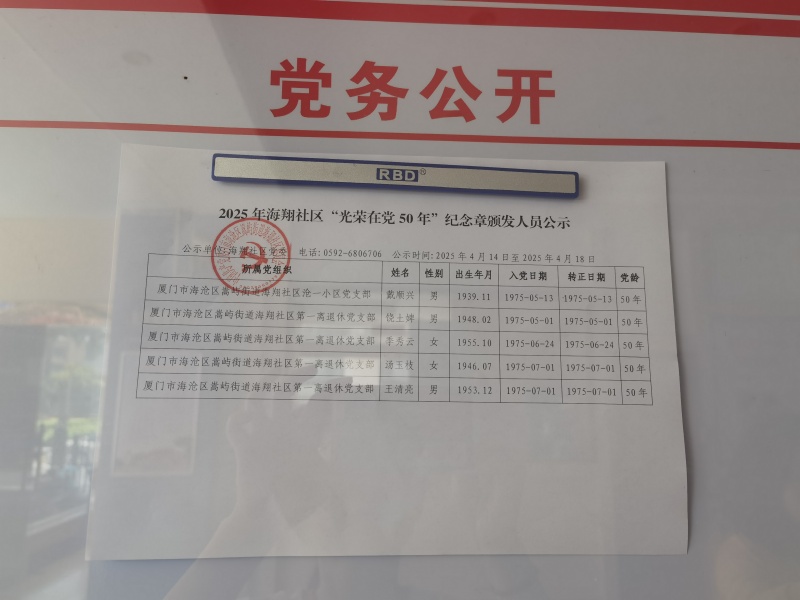 党务公开
RBD®
2025年海翔社区“光荣在党50年”纪念章颁发人员公示
公示单位:海翔社区党委 电话:0592-6806706 公示时间:2025年4月14日至2025年4月18日
所属党组织 姓名 性别 出生年月 入党日期 转正日期 党龄
厦门市海沧区嵩屿街道海翔社区沧一小区党支部 戴顺兴 男 1939.11 1975-05-13 1975-05-13 50年
厦门市海沧区嵩屿街道海翔社区第一离退休党支部 饶土婢 男 1948.02 1975-05-01 1975-05-01 50年
厦门市海沧区嵩屿街道海翔社区第一离退休党支部 李秀云 女 1955.10 1975-06-24 1975-06-24 50年
厦门市海沧区嵩屿街道海翔社区第一离退休党支部 汤玉枝 女 1946.07 1975-07-01 1975-07-01 50年
厦门市海沧区嵩屿街道海翔社区第一离退休党支部 王靖亮 男 1953.12 1975-07-01 1975-07-01 50年